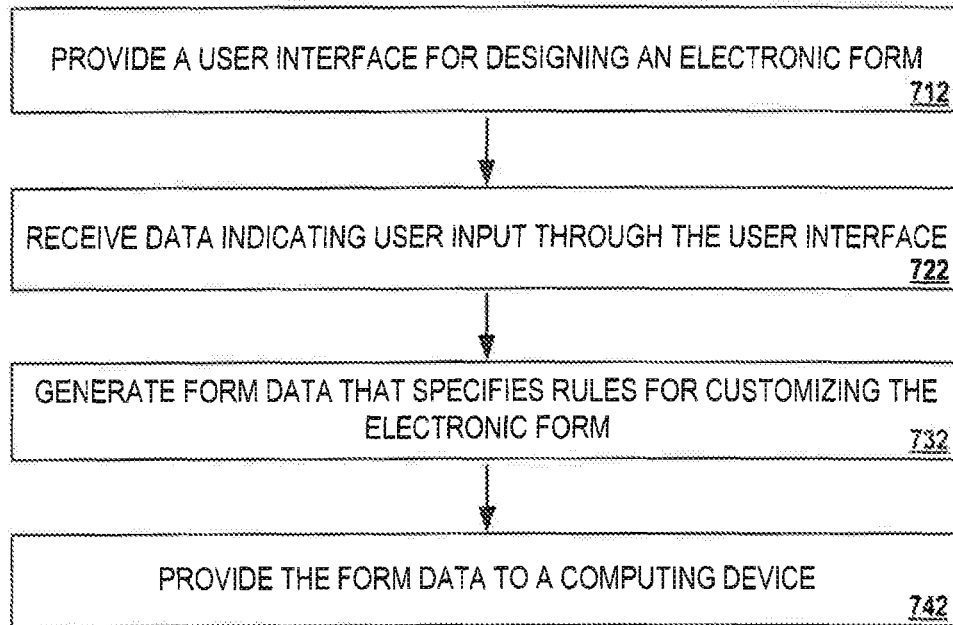 PROVIDE A USER INTERFACE FOR DESIGNING AN ELECTRONIC FORM
712
RECEIVE DATA INDICATING USER INPUT THROUGH THE USER INTERFACE
722
GENERATE FORM DATA THAT SPECIFIES RULES FOR CUSTOMIZING THE
ELECTRONIC FORM
732
PROVIDE THE FORM DATA TO A COMPUTING DEVICE
742